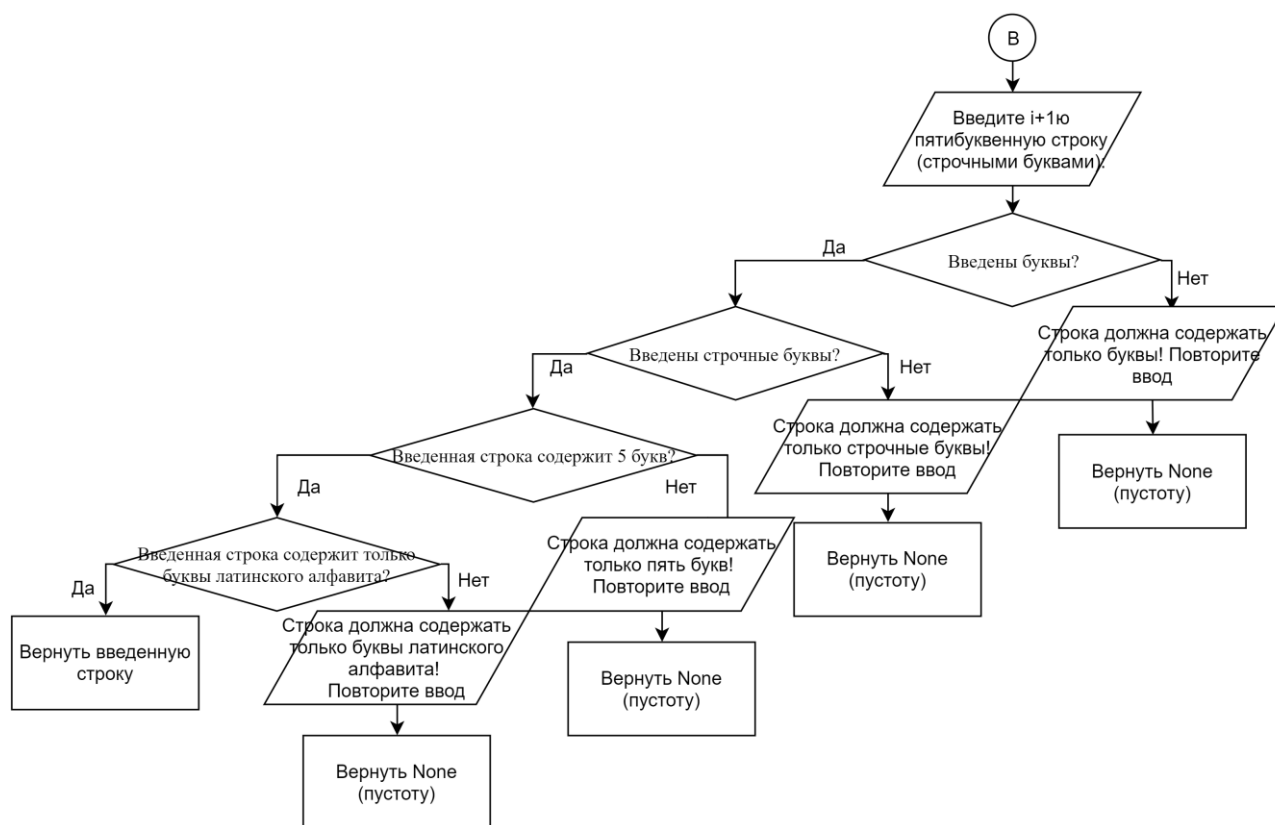 В
Введите i+1ю
пятибуквенную строку
(строчными буквами):
Да
Введены буквы?
Нет
Строка должна содержать
только буквы! Повторите
ввод
Введены строчные буквы?
Да
Нет
Строка должна содержать
только строчные буквы!
Повторите ввод
Вернуть None
(пустоту)
Введенная строка содержит 5 букв?
Да
Нет
Вернуть None
(пустоту)
Строка должна содержать
только пять букв!
Повторите ввод
Введенная строка содержит только
буквы латинского алфавита?
Да
Нет
Вернуть введенную
строку
Строка должна содержать
только буквы латинского
алфавита!
Повторите ввод
Вернуть None
(пустоту)
Вернуть None
(пустоту)